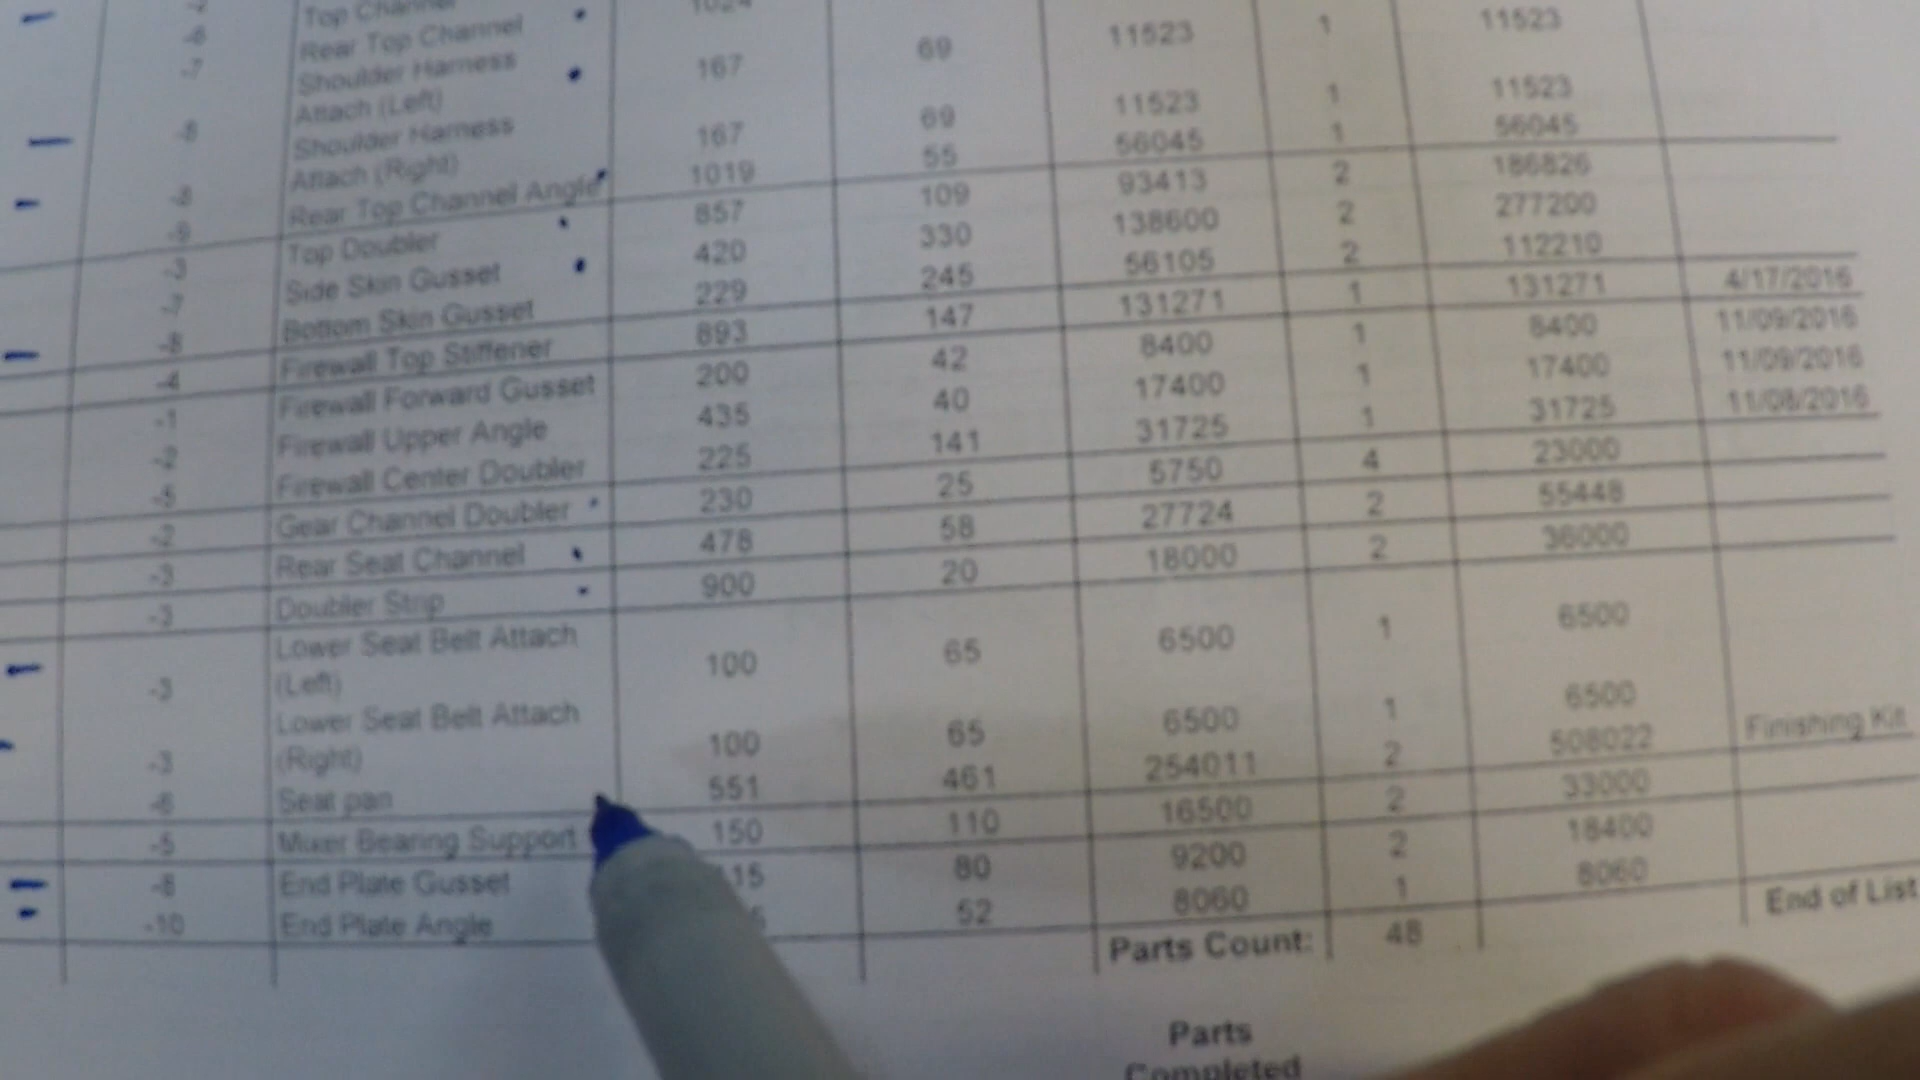 Top Channel
-6 Rear Top Channel 11523 1 11523
-7 Shoulder Harness 167 69
Attach (Left) 11523 1 11523
-8 Shoulder Harness 167 69 56045 1 56045
Attach (Right) 1019 55 93413 2 186826
-8 Rear Top Channel Angle 857 109 138600 2 277200
-9 Top Doubler 420 330 56105 2 112210
-3 Side Skin Gusset 229 245 131271 1 131271 4/17/2016
-7 Bottom Skin Gusset 893 147 8400 1 8400 11/09/2016
-8 Firewall Top Stiffener 200 42 17400 1 17400 11/09/2016
-4 Firewall Forward Gusset 435 40 31725 1 31725 11/08/2016
-1 Firewall Upper Angle 225 141 5750 4 23000
-2 Firewall Center Doubler 230 25 27724 2 55448
-5 Gear Channel Doubler 478 58 18000 2 36000
-2 Rear Seat Channel 900 20
-3 Doubler Strip
-3 Lower Seat Belt Attach 100 65 6500 1 6500
(Left)
-3 Lower Seat Belt Attach 100 65 6500 1 6500
-3 (Right)
-6 Seat pan 551 461 254011 2 508022 Finishing Kit
-5 Mixer Bearing Support 150 110 16500 2 33000
-8 End Plate Gusset 80 9200 2 18400
-10 End Plate Angle 52 8060 1 8060 End of List
Parts Count: 48
Parts
Completed